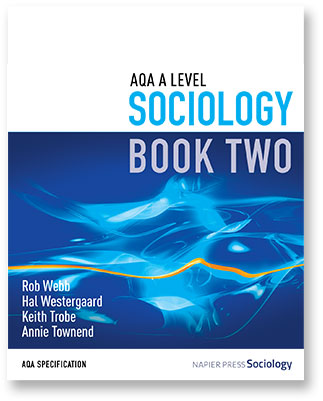 AQA A LEVEL
SOCIOLOGY
BOOK TWO
Rob Webb
Hal Westergaard
Keith Trobe
Annie Townend
AQA SPECIFICATION
NAPIER PRESS Sociology